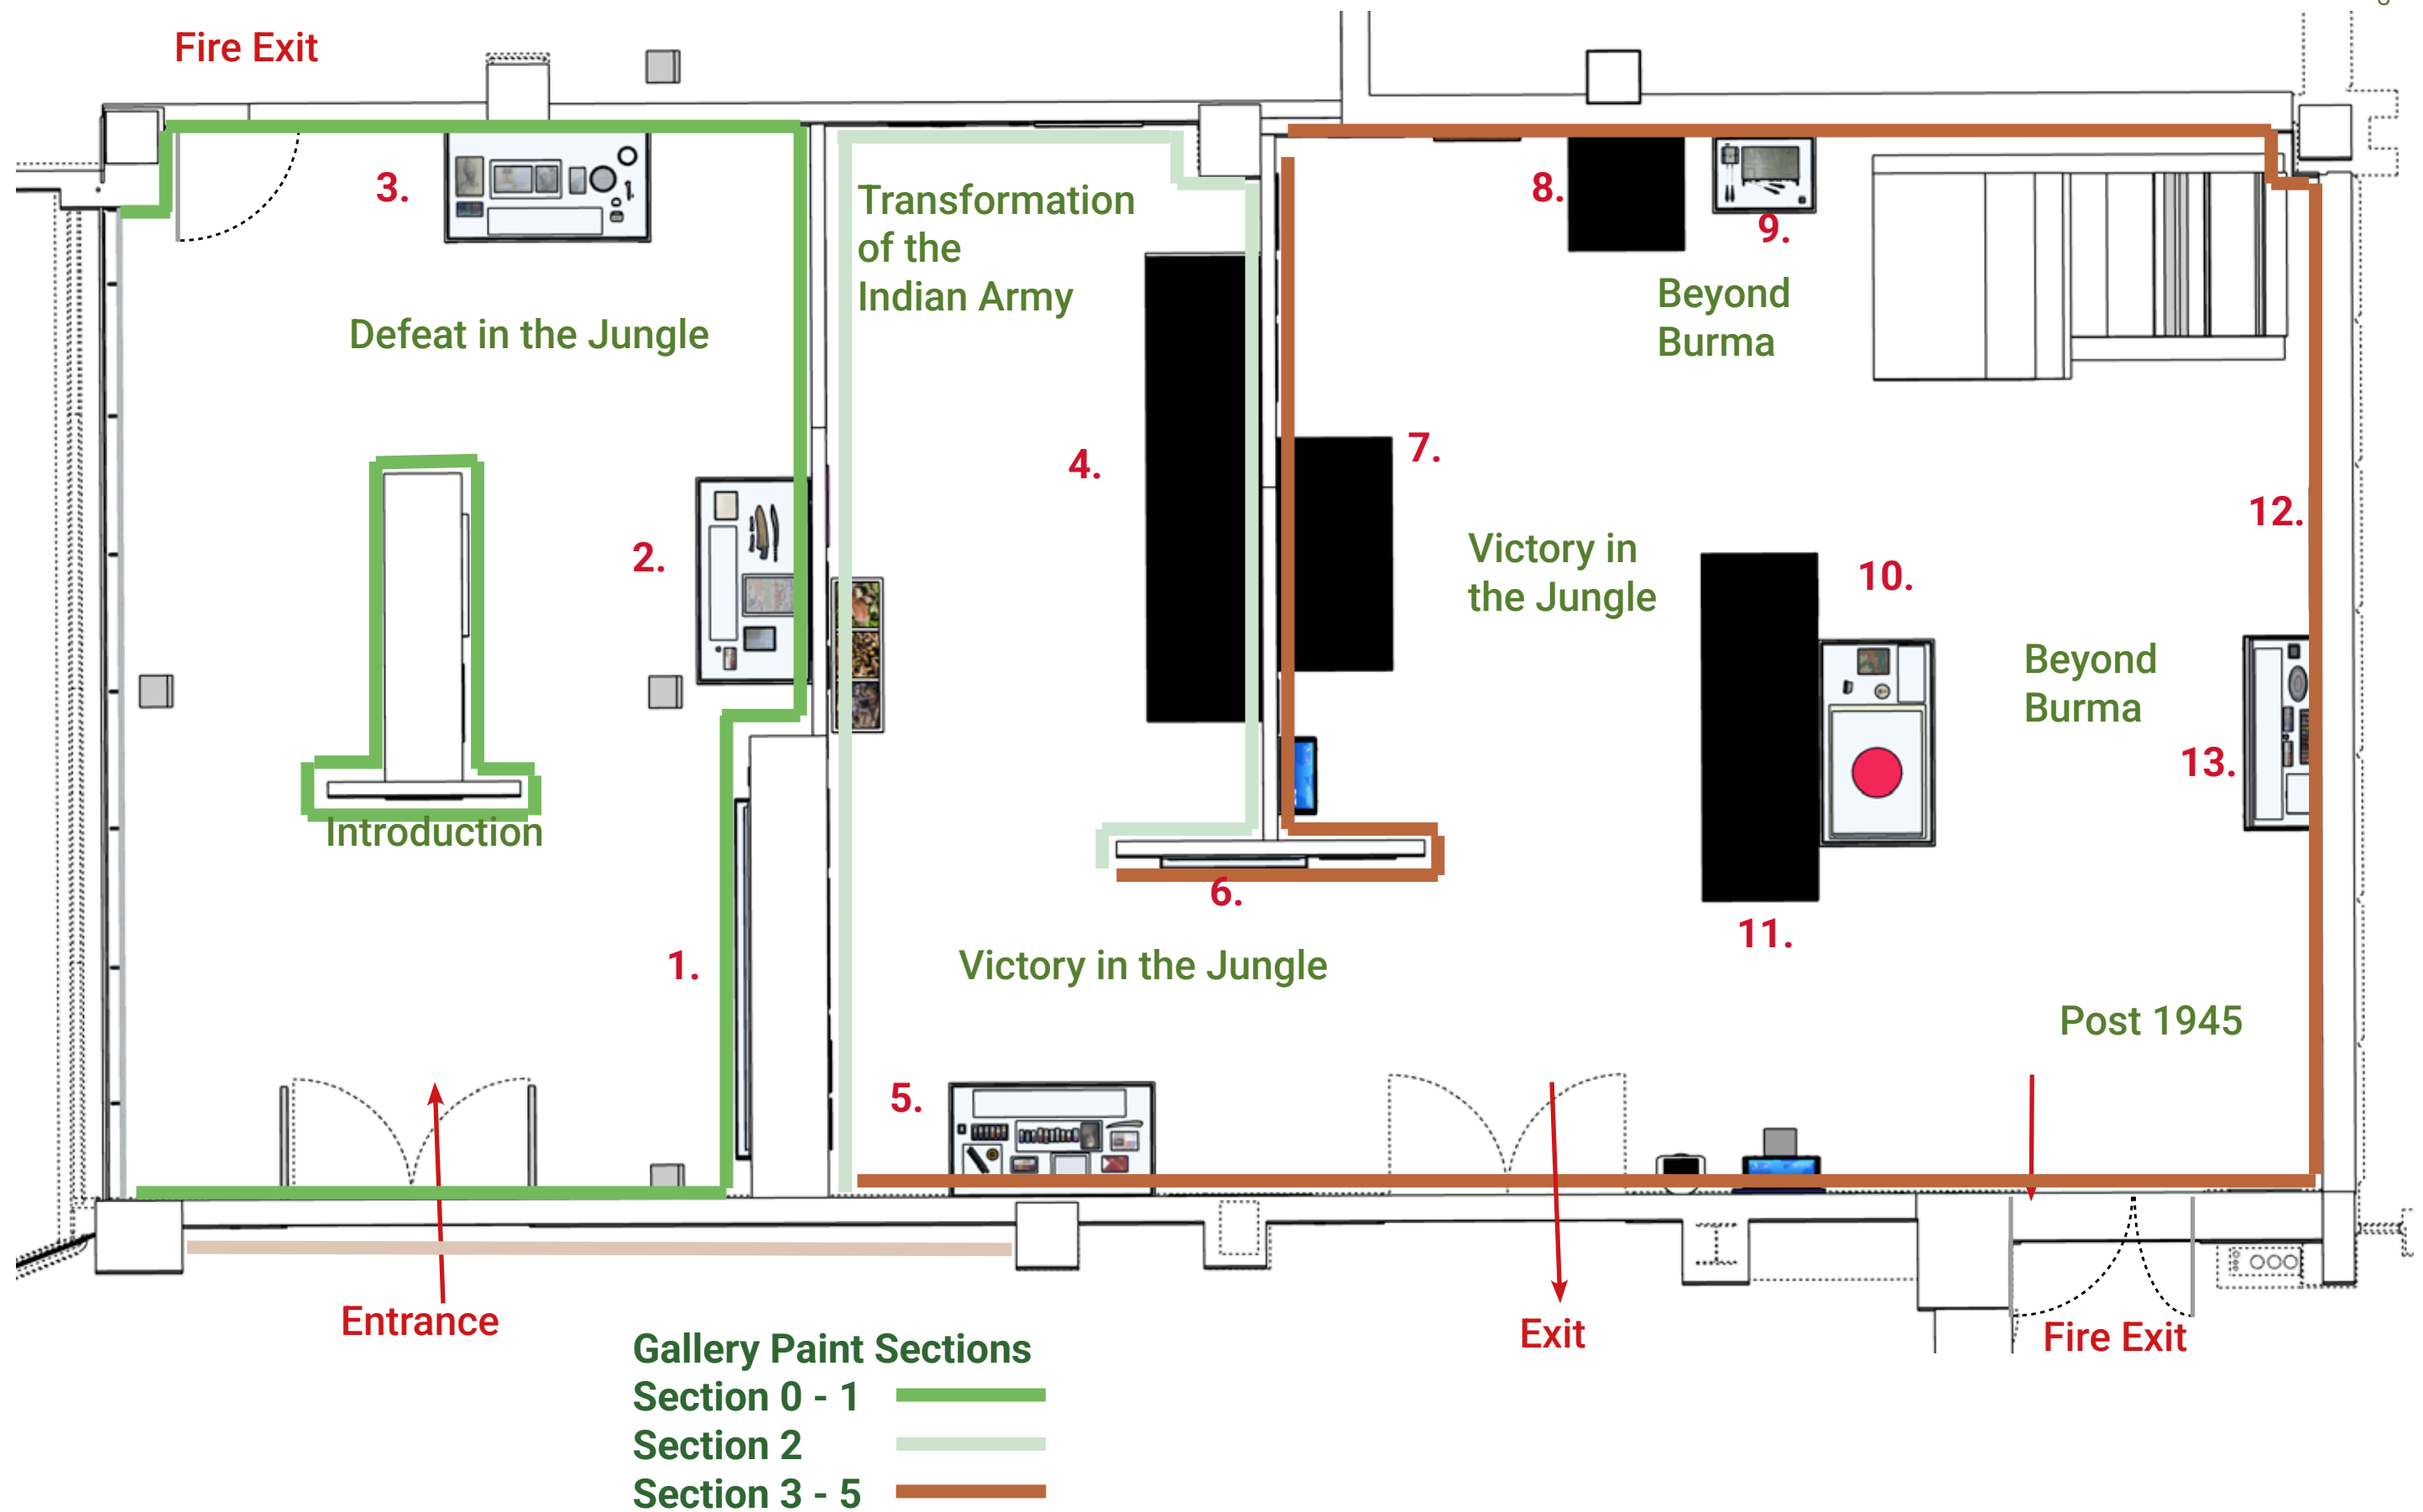 Fire Exit
3.
Transformation
of the
Indian Army
8.
9.
Beyond
Burma
Defeat in the Jungle
4.
7.
12.
2.
Victory in
the Jungle
10.
Beyond
Burma
13.
Introduction
6.
11.
1.
Victory in the Jungle
Post 1945
5.
Entrance
Exit
Fire Exit
Gallery Paint Sections
Section 0 - 1
Section 2
Section 3 - 5